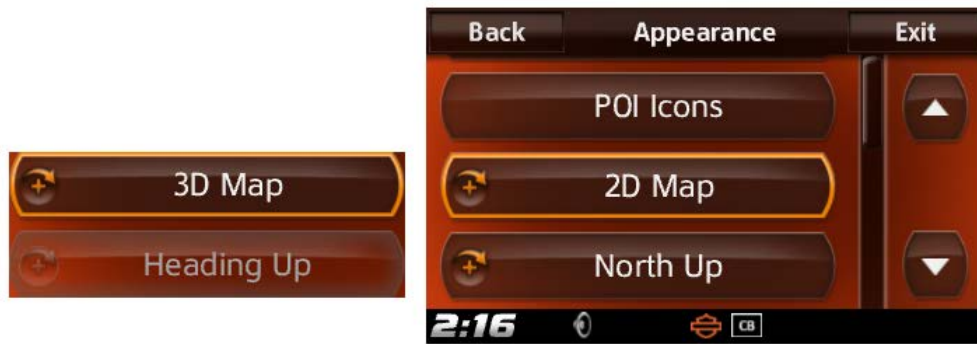 3D Map
Heading Up
Back Appearance Exit
POI Icons
2D Map
North Up
2:16 CB